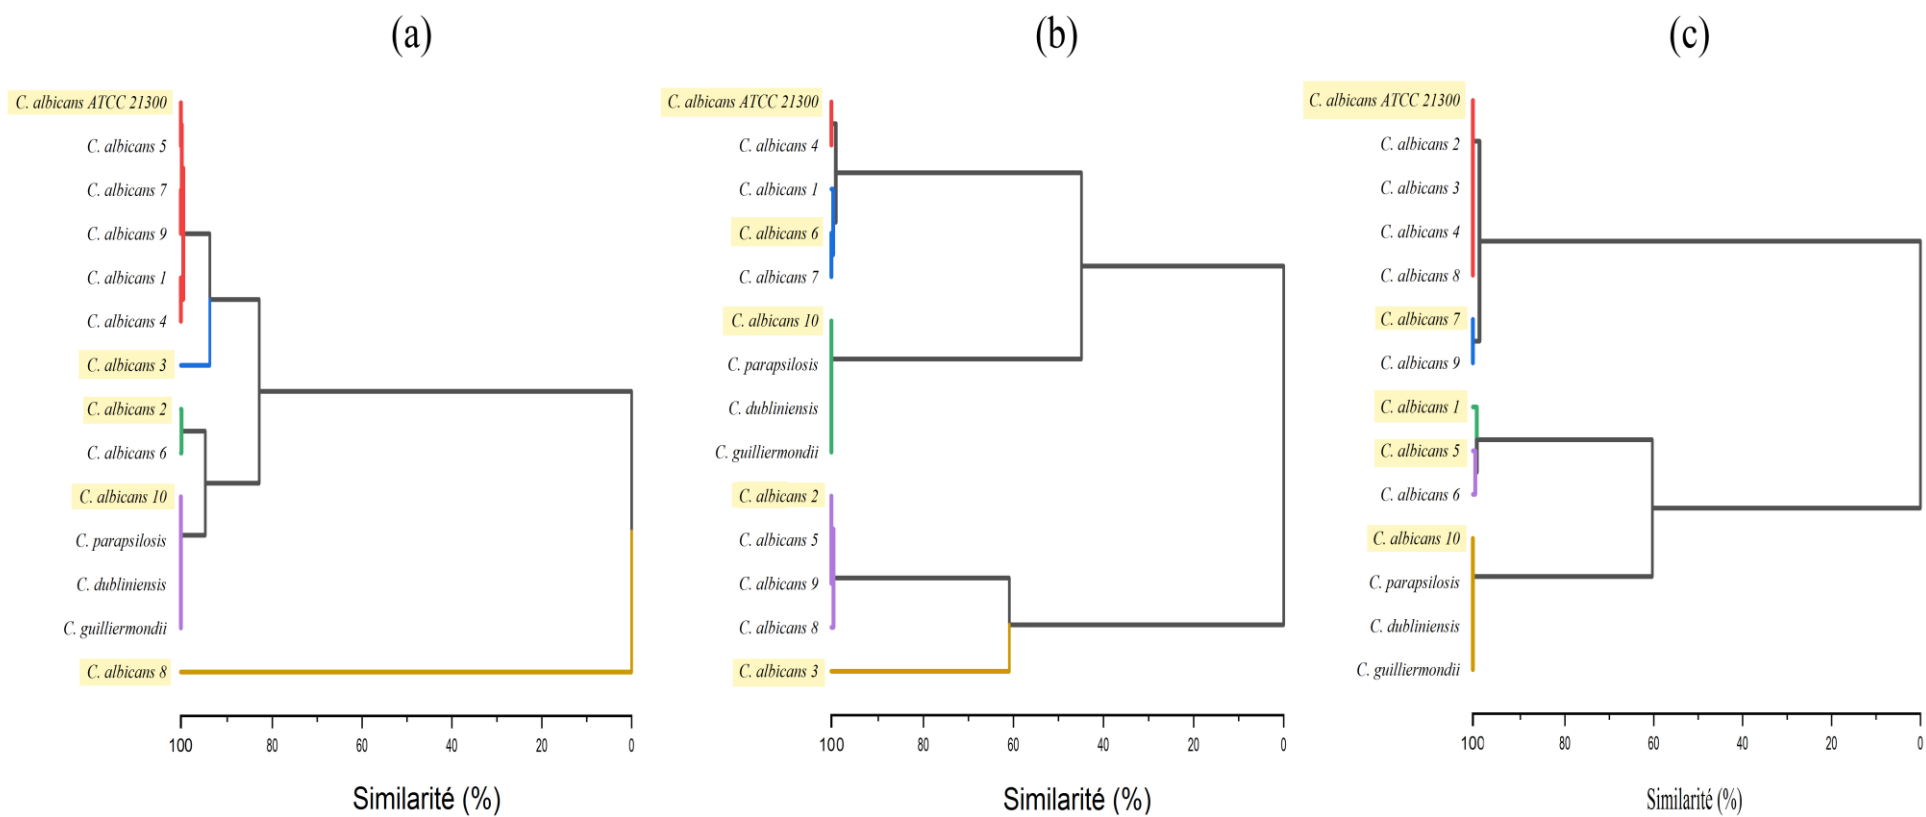 (a)
C. albicans ATCC 21300
C. albicans 5
C. albicans 7
C. albicans 9
C. albicans 1
C. albicans 4
C. albicans 3
C. albicans 2
C. albicans 6
C. albicans 10
C. parapsilosis
C. dubliniensis
C. guilliermondii
C. albicans 8
100 80 60 40 20 0
Similarité (%)
(b)
C. albicans ATCC 21300
C. albicans 4
C. albicans 1
C. albicans 6
C. albicans 7
C. albicans 10
C. parapsilosis
C. dubliniensis
C. guilliermondii
C. albicans 2
C. albicans 5
C. albicans 9
C. albicans 8
C. albicans 3
100 80 60 40 20 0
Similarité (%)
(c)
C. albicans ATCC 21300
C. albicans 2
C. albicans 3
C. albicans 4
C. albicans 8
C. albicans 7
C. albicans 9
C. albicans 1
C. albicans 5
C. albicans 6
C. albicans 10
C. parapsilosis
C. dubliniensis
C. guilliermondii
100 80 60 40 20 0
Similarité (%)